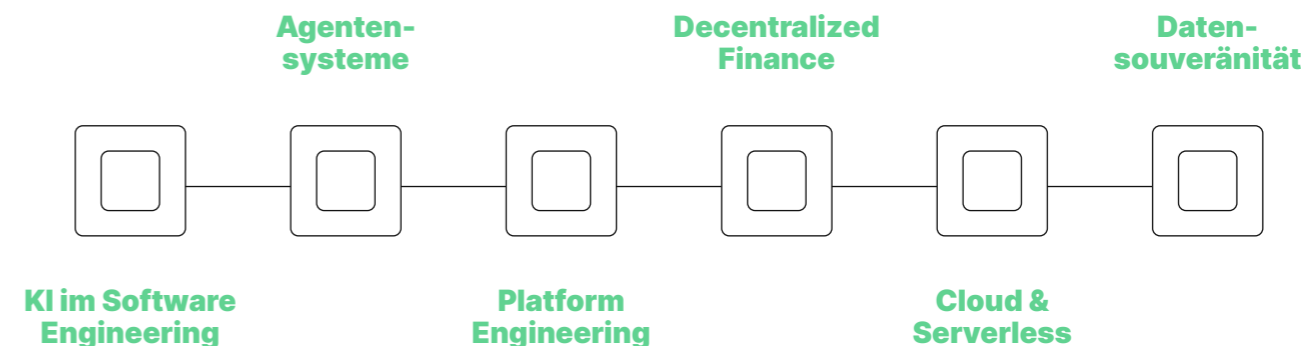 Agenten-
systeme
Decentralized
Finance
Daten-
souveränität
KI im Software
Engineering
Platform
Engineering
Cloud &
Serverless